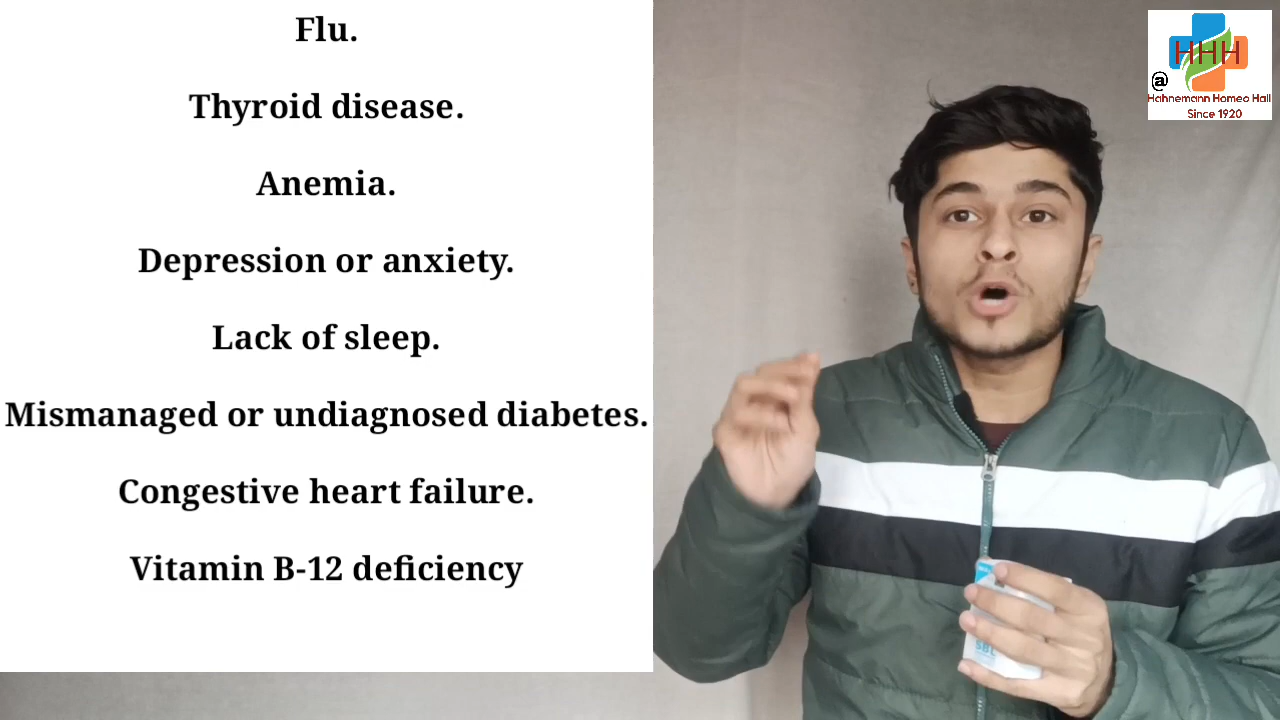 Flu.
Thyroid disease.
Anemia.
Depression or anxiety.
Lack of sleep.
Mismanaged or undiagnosed diabetes.
Congestive heart failure.
Vitamin B-12 deficiency
HHH
@
Hahnemann Homeo Hall
Since 1920
SBL